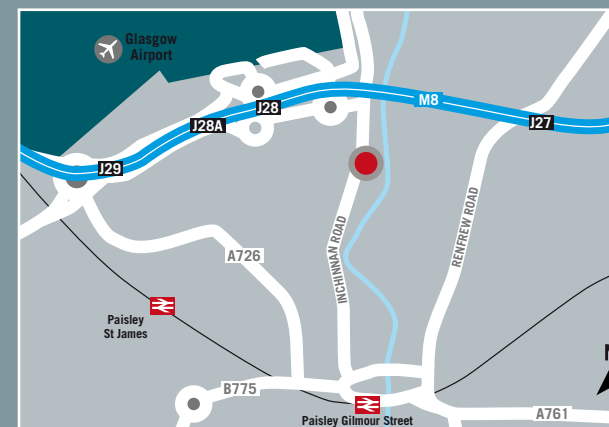 Glasgow
Airport
M8
J28
J28A
J27
J29
RENFREW ROAD
INCHINNAN ROAD
A726
Paisley
St James
N
B775
A761
Paisley Gilmour Street